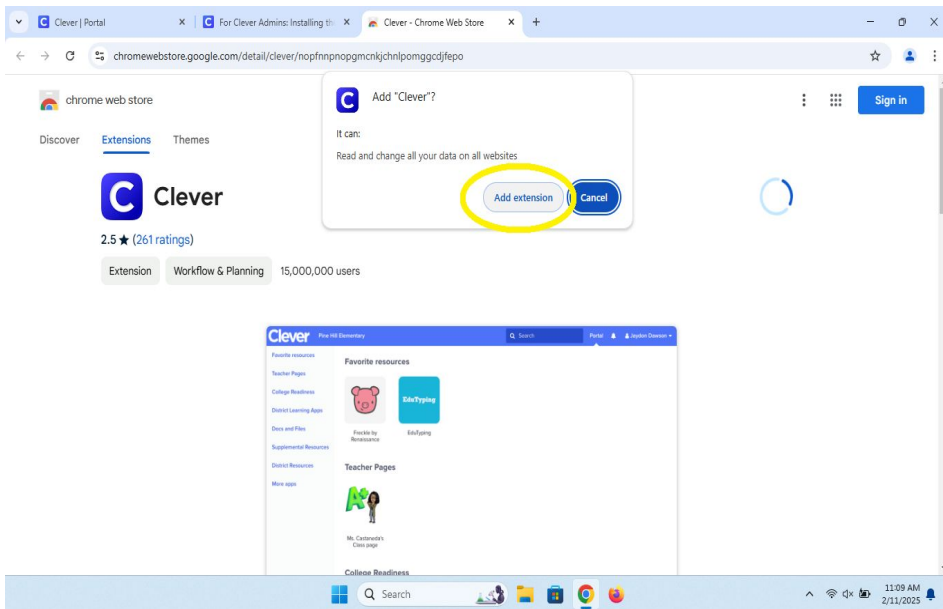 Clever | Portal
For Clever Admins: Installing th
Clever - Chrome Web Store
chromewebstore.google.com/detail/clever/nopfnnpnopgmcnkjchnlpomggcdjfepo
chrome web store
Sign in
Discover Extensions Themes
C
Add "Clever"?
It can:
Read and change all your data on all websites
Add extension Cancel
C
Clever
2.5 ★ (261 ratings)
Extension Workflow & Planning 15,000,000 users
Clever Pine Hill Elementary Search Portal Jayden Dawson
Favorite resources
Teacher Pages
College Readiness
District Learning Apps
Docs and Files
Supplemental Resources
District Resources
More apps
Favorite resources
EduTyping
Freckle by
Renaissance
EduTyping
Teacher Pages
A+
Ms. Castaneda's
Class page
College Readiness
Search
11:09 AM
2/11/2025